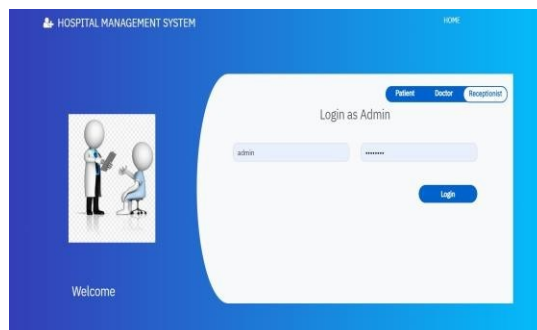 HOSPITAL MANAGEMENT SYSTEM
HOME
Patient Doctor Receptionist
Login as Admin
admin ••••••••
Login
Welcome